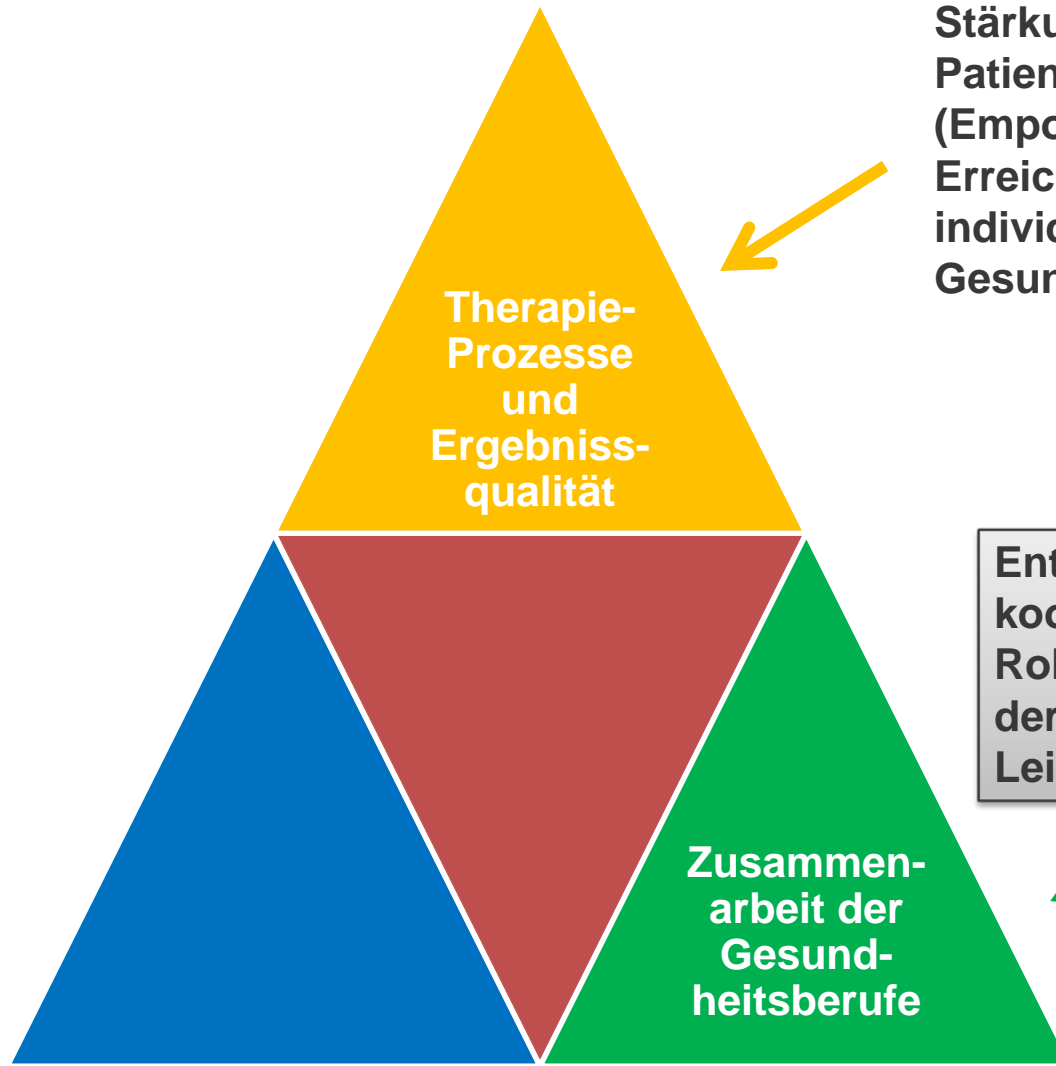 Stärku
Patien
(Empo
Erreic
individ
Gesun
Therapie-
Prozesse
und
Ergebniss-
qualität
Ent
Rol
der
Lei
Zusammen-
arbeit der
Gesund-
heitsberufe